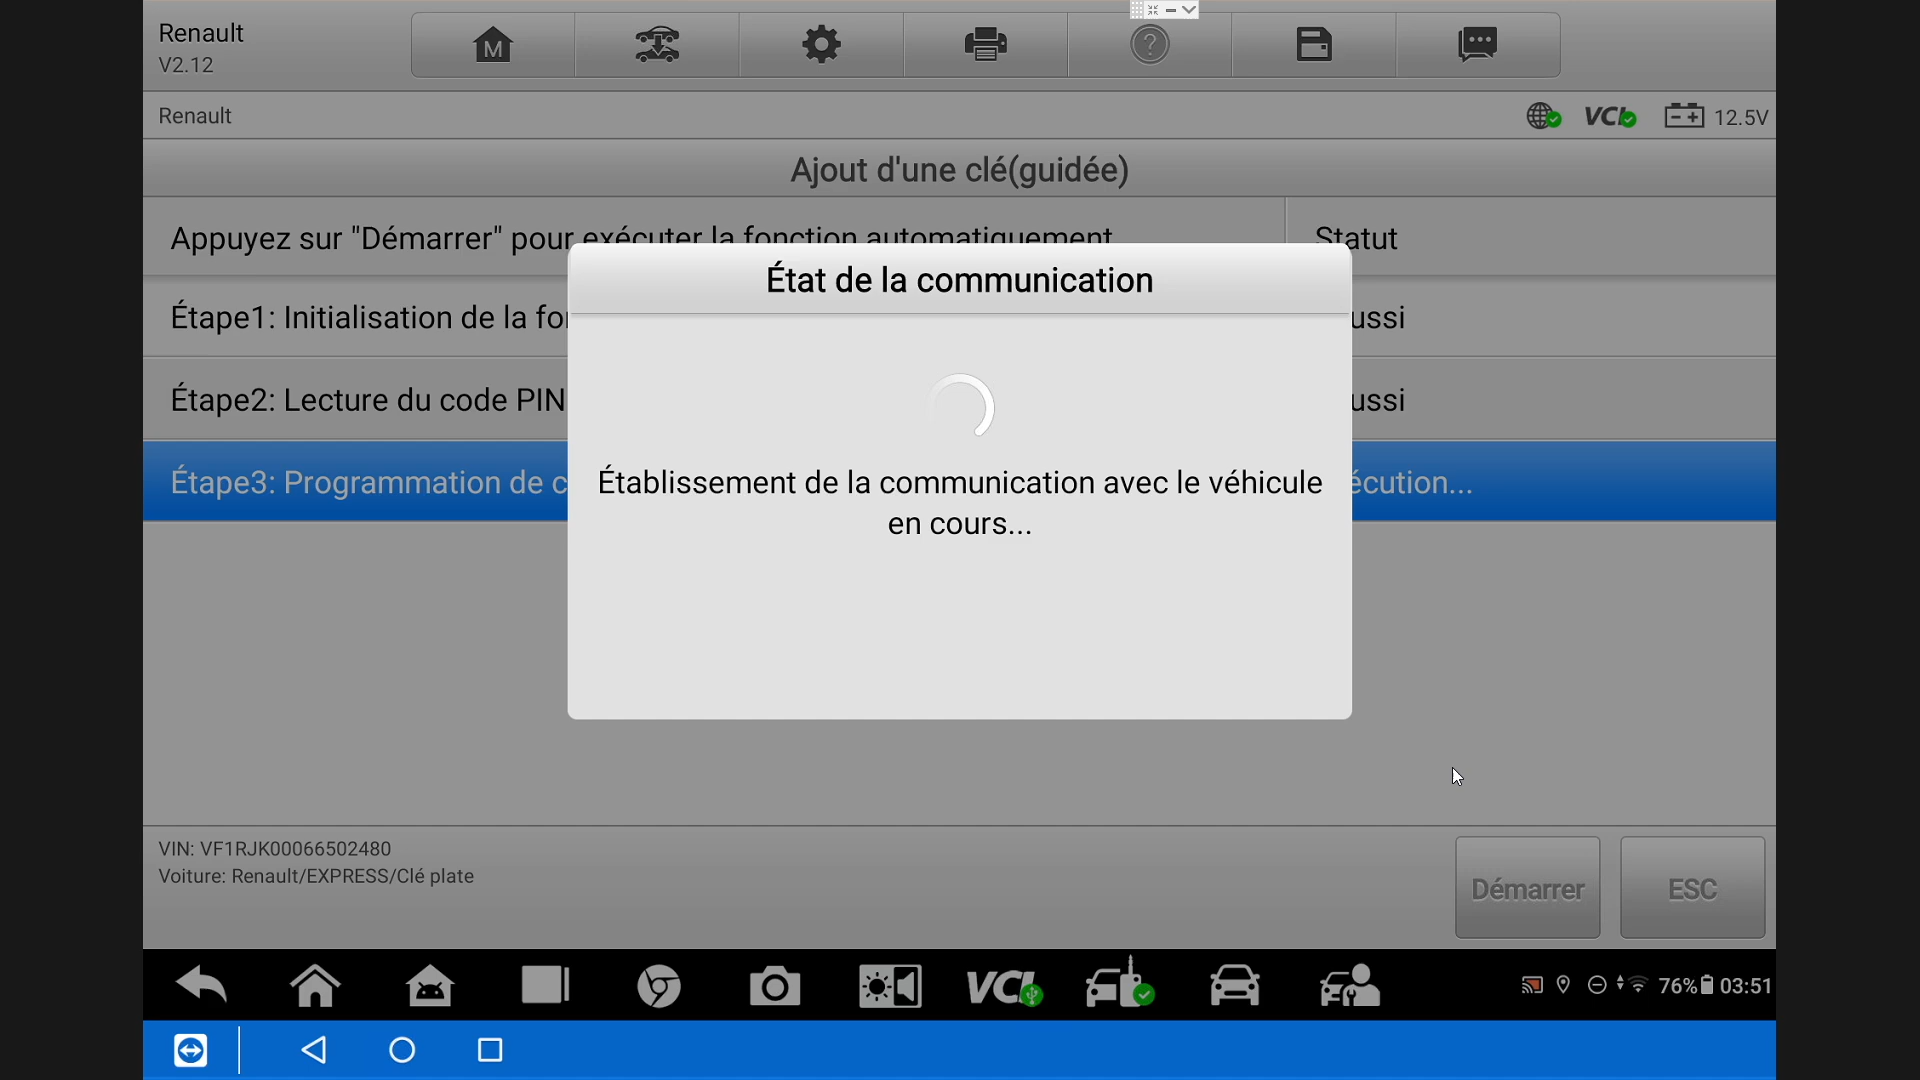 Renault
V2.12
M
?
Renault
VCI
12.5V
Ajout d'une clé(guidée)
Appuyez sur "Démarrer" pour exécuter la fonction automatiquement
Statut
État de la communication
Étape1: Initialisation de la
ussi
Étape2: Lecture du code PIN
ussi
Étape3: Programmation de c
écution...
Établissement de la communication avec le véhicule
en cours...
VIN: VF1RJK00066502480
Voiture: Renault/EXPRESS/Clé plate
Démarrer
ESC
VCI
76%
03:51